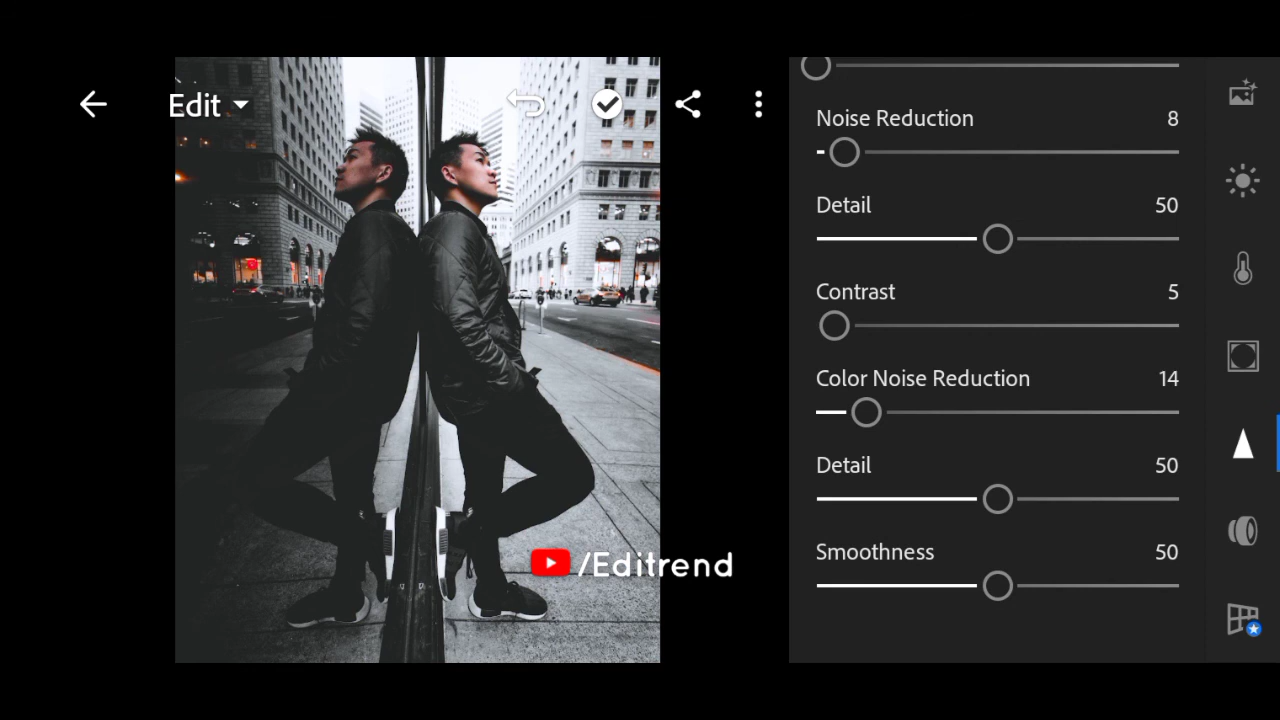 Edit
Noise Reduction 8
Detail 50
Contrast 5
Color Noise Reduction 14
Detail 50
Smoothness 50
/Editrend